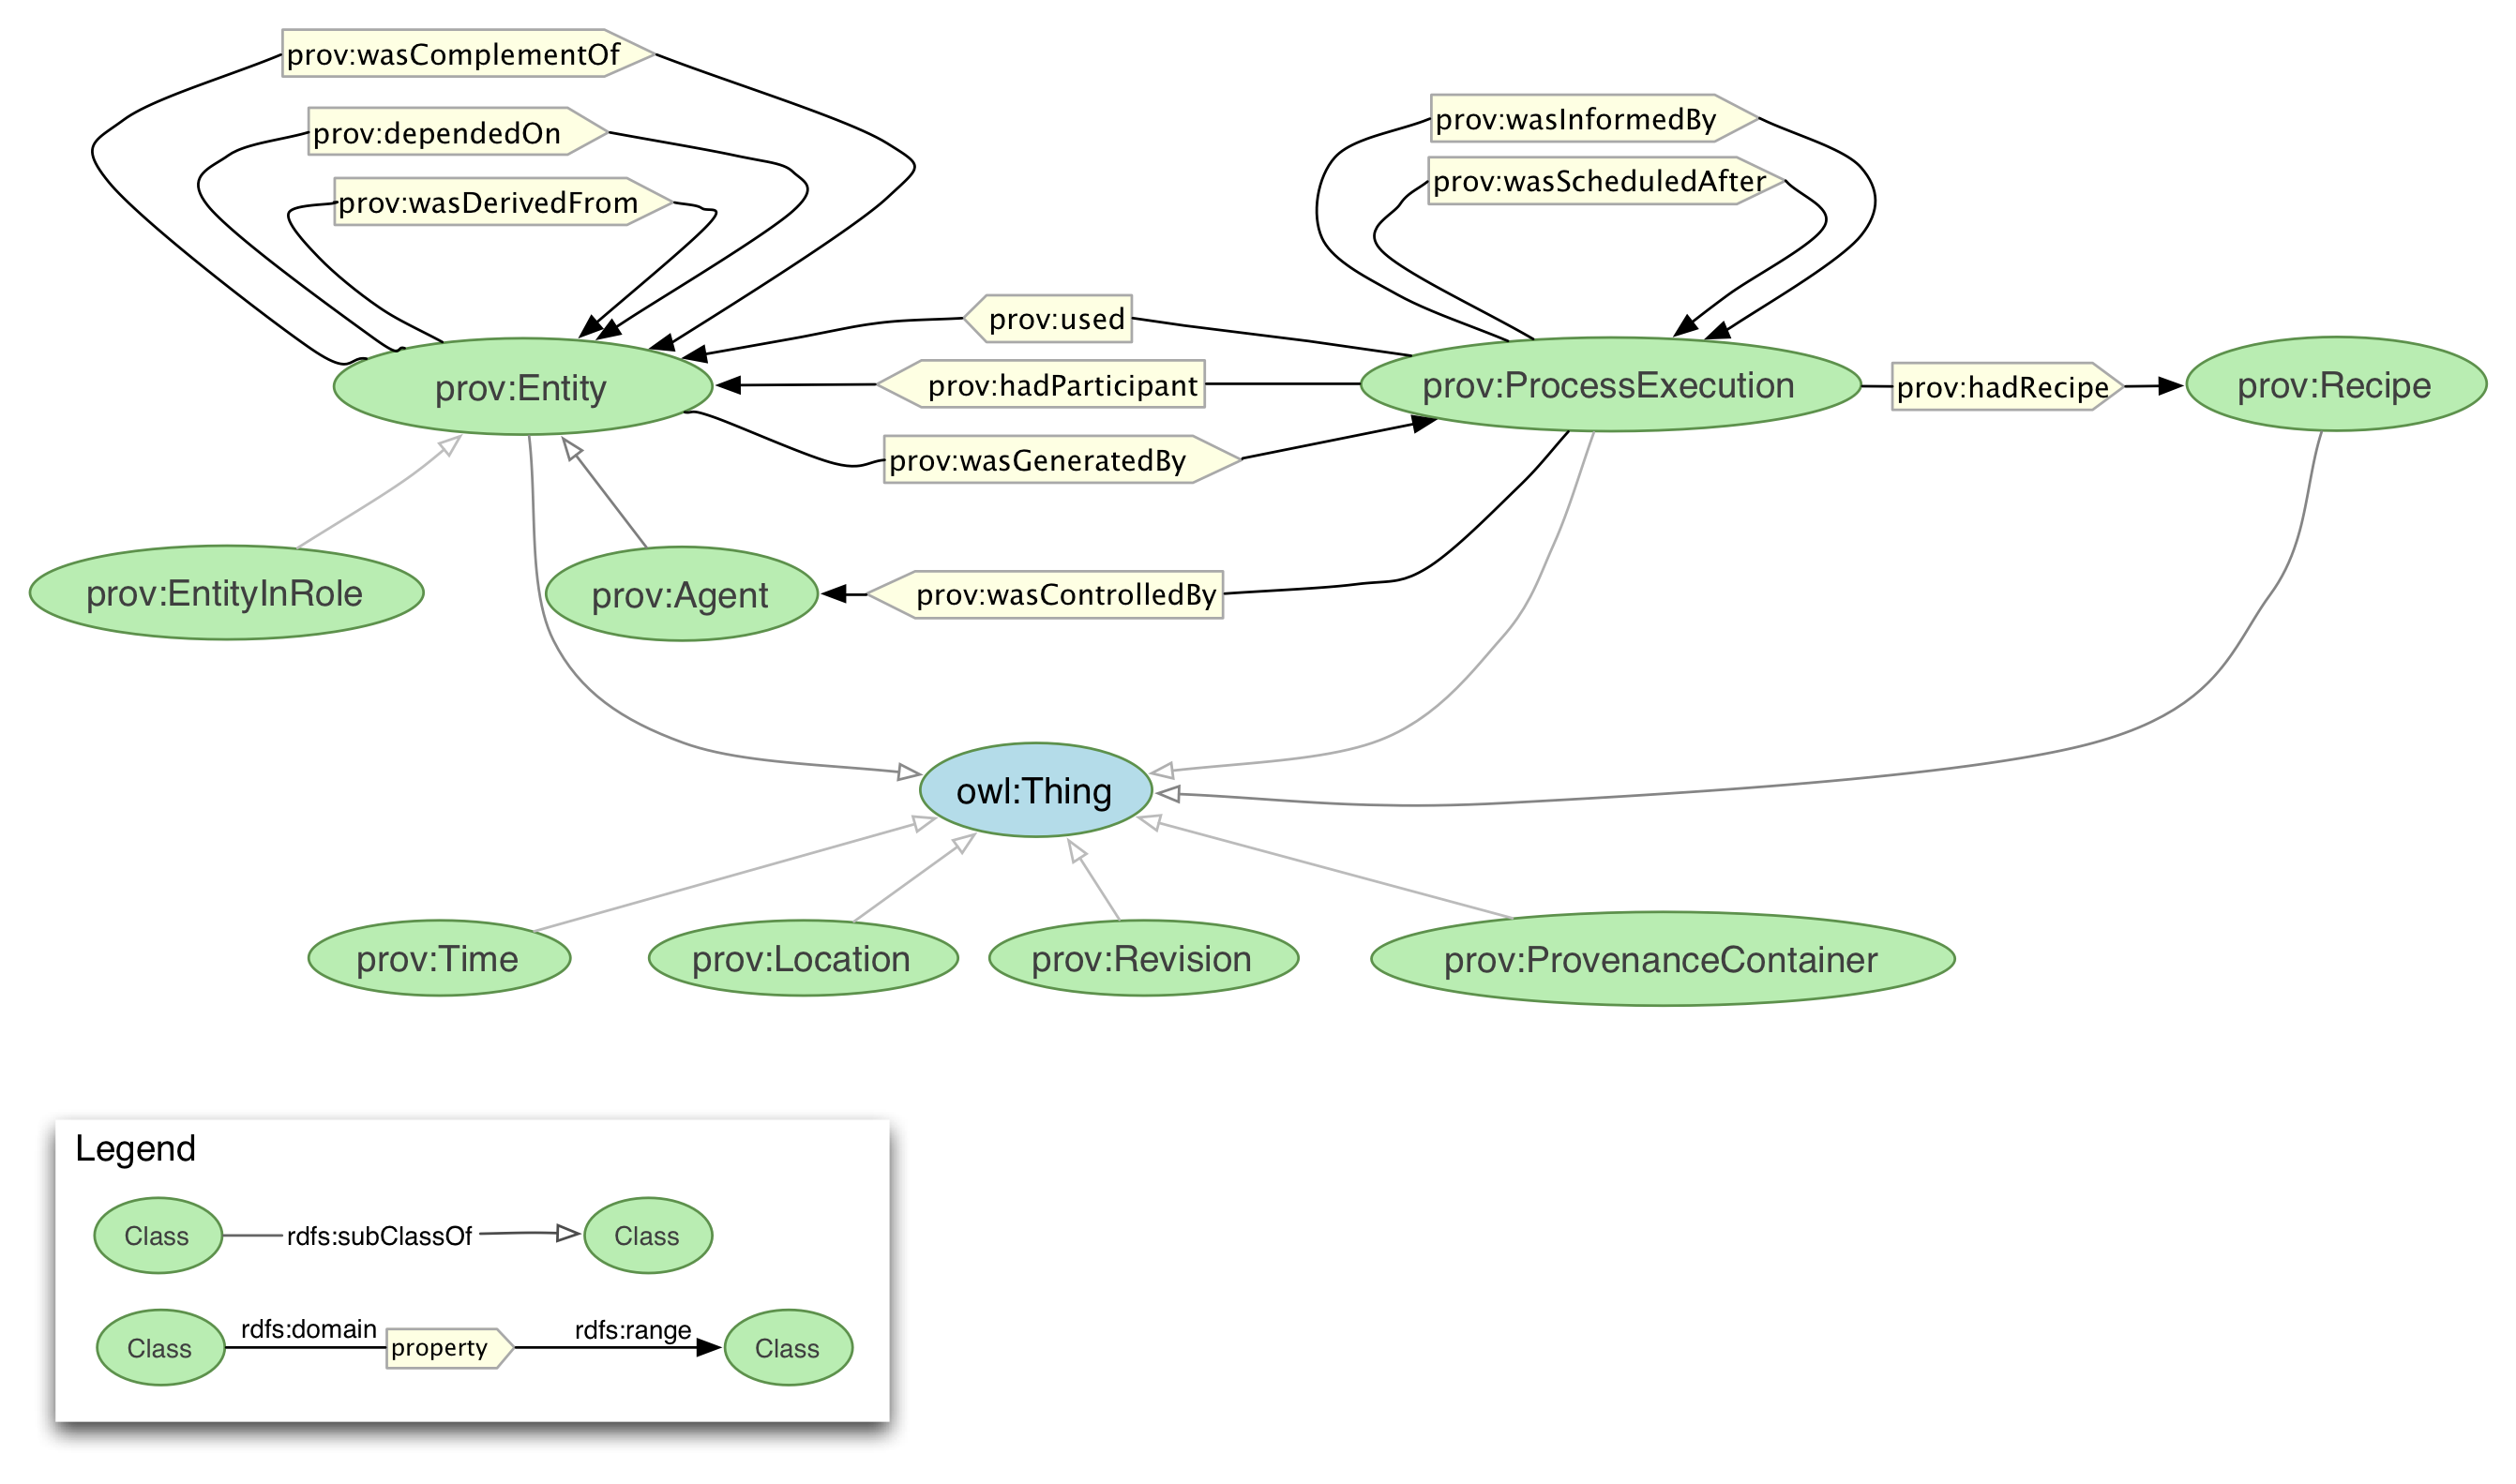 prov:wasComplementOf
prov:dependedOn
prov:wasDerivedFrom
prov:wasInformedBy
prov:wasScheduledAfter
prov:used
prov:hadParticipant
prov:wasGeneratedBy
prov:Entity
prov:ProcessExecution
prov:hadRecipe
prov:Recipe
prov:EntityInRole
prov:Agent
prov:wasControlledBy
owl:Thing
prov:Time
prov:Location
prov:Revision
prov:ProvenanceContainer
Legend
Class
rdfs:subClassOf
Class
Class
rdfs:domain
property
rdfs:range
Class